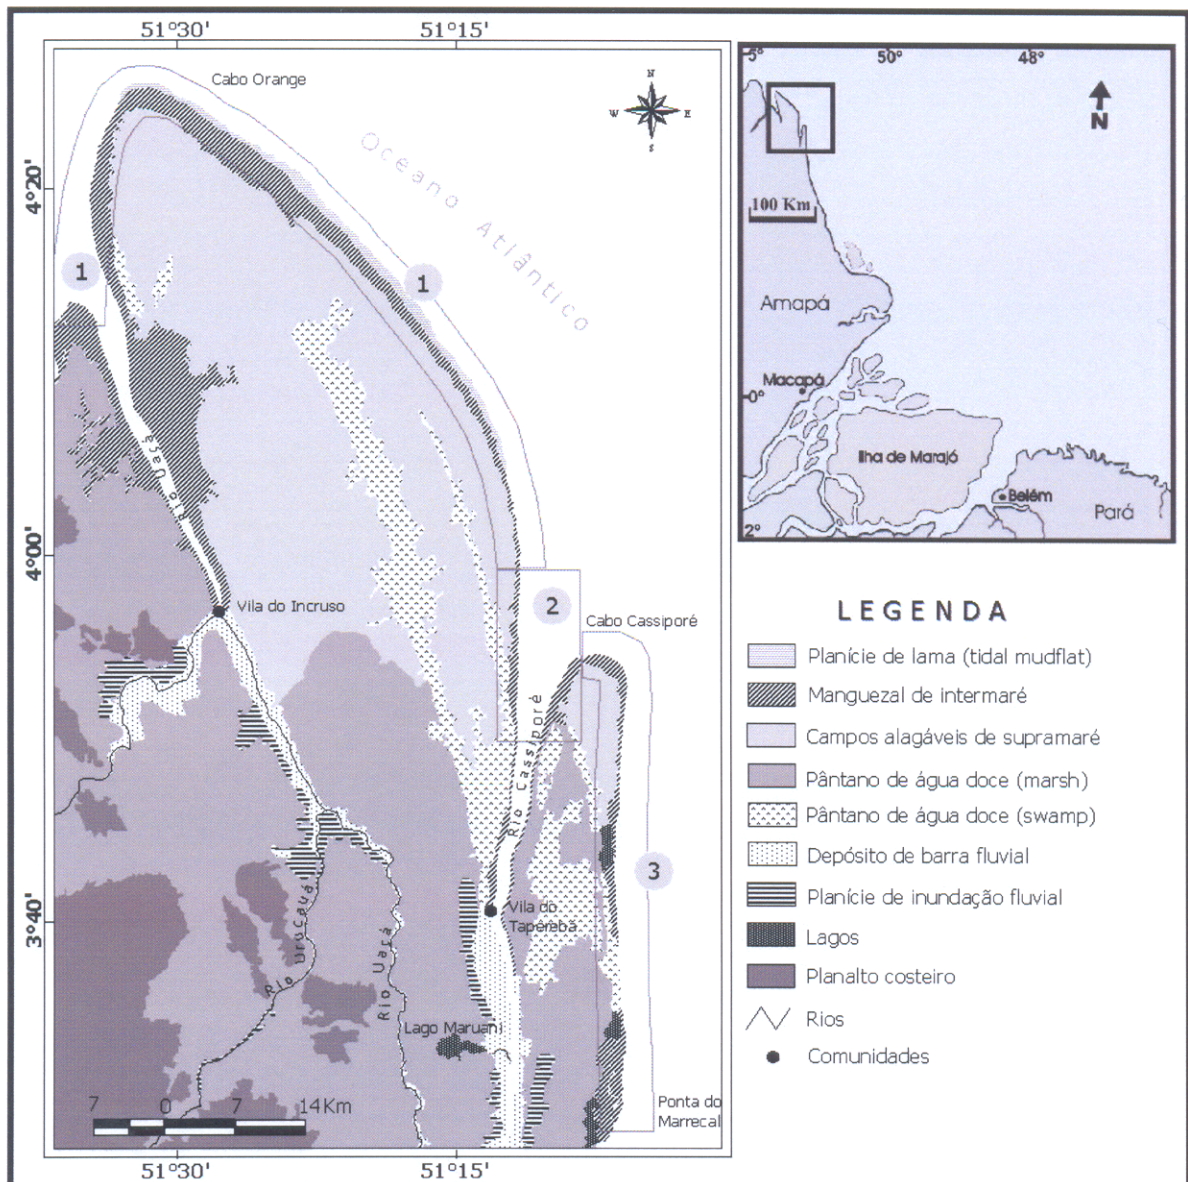 51°30'
51°15'
Cabo Orange
N
W
E
S
Oceano Atlântico
4°20'
1
1
Rio Uaçá
4°00'
Vila do Incruso
2
Cabo Cassiporé
Rio Cassiporé
3
3°40'
Vila do
Taperebá
Rio Urucauá
Rio Uaçá
Lago Maruani
7 0 7 14Km
Ponta do
Marrecal
51°30'
51°15'
5°
50°
48°
N
100 Km
Amapá
Macapá
0°
Ilha de Marajó
Belém
Pará
2°
LEGENDA
Planície de lama (tidal mudflat)
Manguezal de intermaré
Campos alagáveis de supramaré
Pântano de água doce (marsh)
Pântano de água doce (swamp)
Depósito de barra fluvial
Planície de inundação fluvial
Lagos
Planalto costeiro
Rios
Comunidades